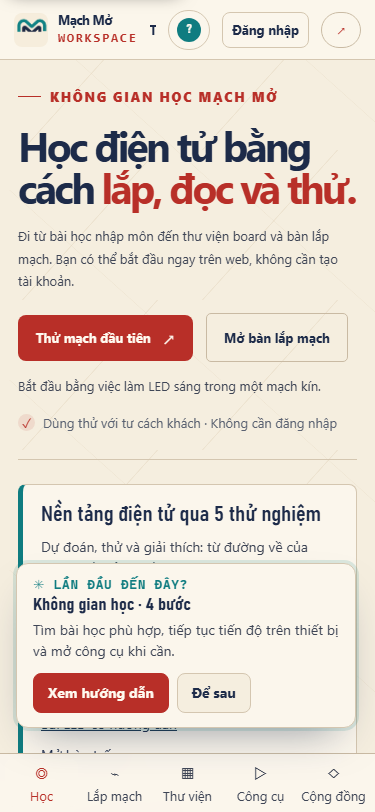 Mạch Mở
WORKSPACE
T
?
Đăng nhập
↗
KHÔNG GIAN HỌC MẠCH MỞ
Học điện tử bằng
cách lắp, đọc và thử.
Đi từ bài học nhập môn đến thư viện board và bàn lắp
mạch. Bạn có thể bắt đầu ngay trên web, không cần tạo
tài khoản.
Thử mạch đầu tiên ↗
Mở bàn lắp mạch
Bắt đầu bằng việc làm LED sáng trong một mạch kín.
✓ Dùng thử với tư cách khách · Không cần đăng nhập
Nền tảng điện tử qua 5 thử nghiệm
Dự đoán, thử và giải thích: từ đường về của
✳ LẦN ĐẦU ĐẾN ĐÂY?
Không gian học · 4 bước
Tìm bài học phù hợp, tiếp tục tiến độ trên thiết bị
và mở công cụ khi cần.
Xem hướng dẫn
Để sau
Học
Lắp mạch
Thư viện
Công cụ
Cộng đồng